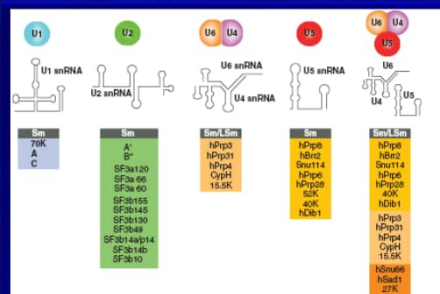 U1
U2
U6 U4
U5
U6 U4
U5
U1 snRNA
U2 snRNA
U6 snRNA
U4 snRNA
U5 snRNA
U6
U4
U5
Sm
70K
A
C
Sm
A'
B"
SF3a120
SF3a 66
SF3a 60
SF3b155
SF3b145
SF3b130
SF3b49
SF3b14a/p14
SF3b14b
SF3b10
Sm/LSm
hPrp3
hPrp31
hPrp4
CypH
15.5K
Sm
hPrp8
hBrr2
Snu114
hPrp6
hPrp28
52K
40K
hDib1
Sm/LSm
hPrp8
hBrr2
Snu114
hPrp6
hPrp28
40K
hDib1
hPrp3
hPrp31
hPrp4
CypH
15.5K
hSnu66
hSad1
27K